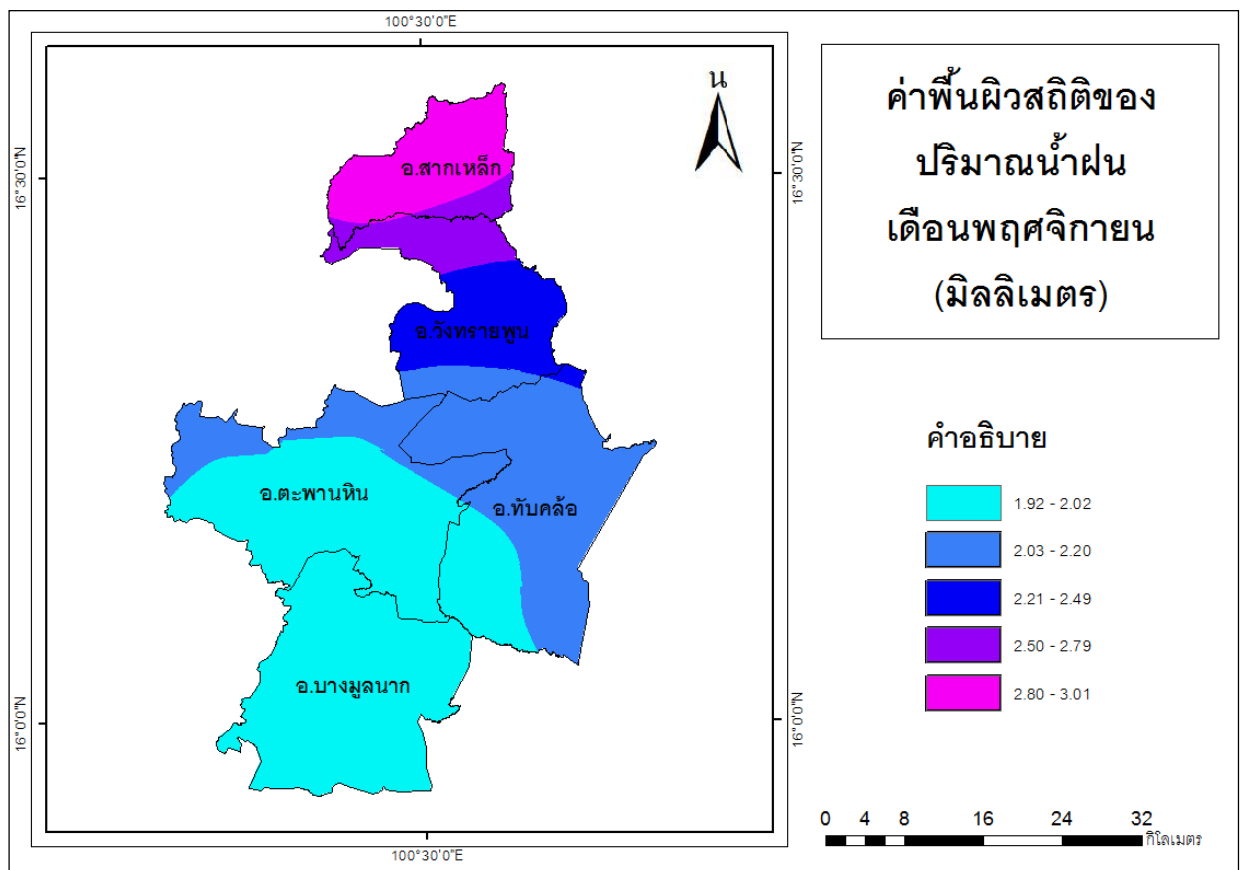 100°30'0"E
น
16°30'0"N
16°30'0"N
อ.สากเหล็ก
อ.วังทรายพูน
อ.ตะพานหิน
อ.ทับคล้อ
อ.บางมูลนาก
16°0'0"N
16°0'0"N
100°30'0"E
ค่าพื้นผิวสถิติของ
ปริมาณน้ำฝน
เดือนพฤศจิกายน
(มิลลิเมตร)
คำอธิบาย
1.92 - 2.02
2.03 - 2.20
2.21 - 2.49
2.50 - 2.79
2.80 - 3.01
0 4 8 16 24 32
กิโลเมตร